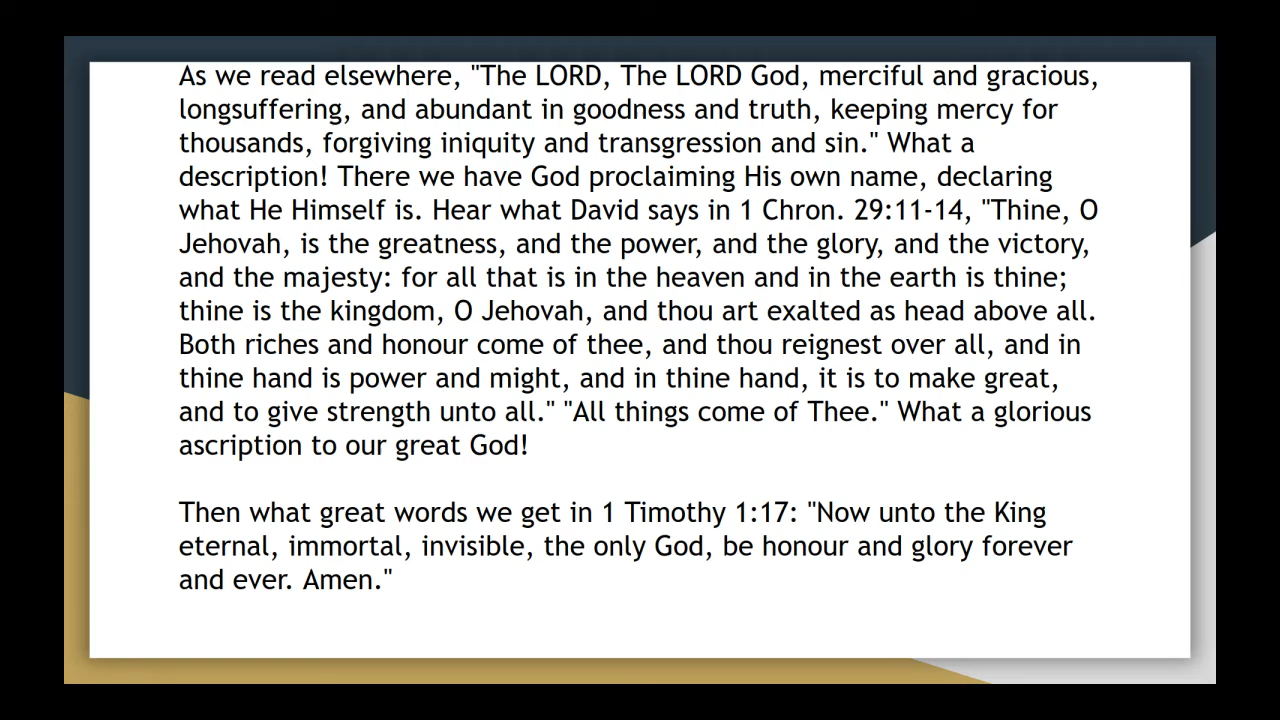 As we read elsewhere, "The LORD, The LORD God, merciful and gracious,
longsuffering, and abundant in goodness and truth, keeping mercy for
thousands, forgiving iniquity and transgression and sin." What a
description! There we have God proclaiming His own name, declaring
what He Himself is. Hear what David says in 1 Chron. 29:11-14, "Thine, O
Jehovah, is the greatness, and the power, and the glory, and the victory,
and the majesty: for all that is in the heaven and in the earth is thine;
thine is the kingdom, O Jehovah, and thou art exalted as head above all.
Both riches and honour come of thee, and thou reignest over all, and in
thine hand is power and might, and in thine hand, it is to make great,
and to give strength unto all." "All things come of Thee." What a glorious
ascription to our great God!
Then what great words we get in 1 Timothy 1:17: "Now unto the King
eternal, immortal, invisible, the only God, be honour and glory forever
and ever. Amen."